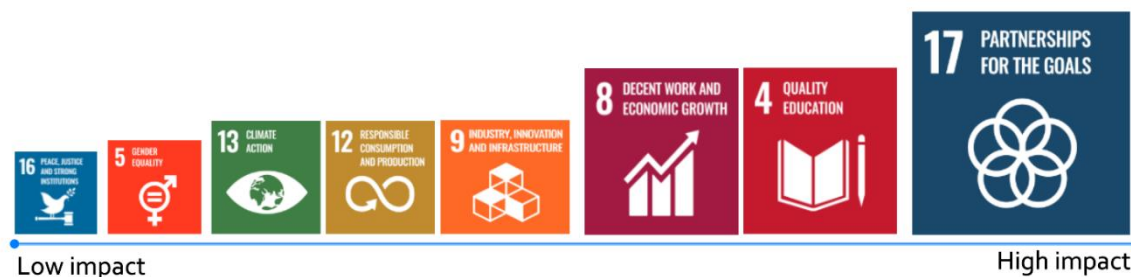 16 PEACE, JUSTICE
AND STRONG
INSTITUTIONS
5 GENDER
EQUALITY
13 CLIMATE
ACTION
12 RESPONSIBLE
CONSUMPTION
AND PRODUCTION
9 INDUSTRY, INNOVATION
AND INFRASTRUCTURE
8 DECENT WORK AND
ECONOMIC GROWTH
4 QUALITY
EDUCATION
17 PARTNERSHIPS
FOR THE GOALS
Low impact
High impact